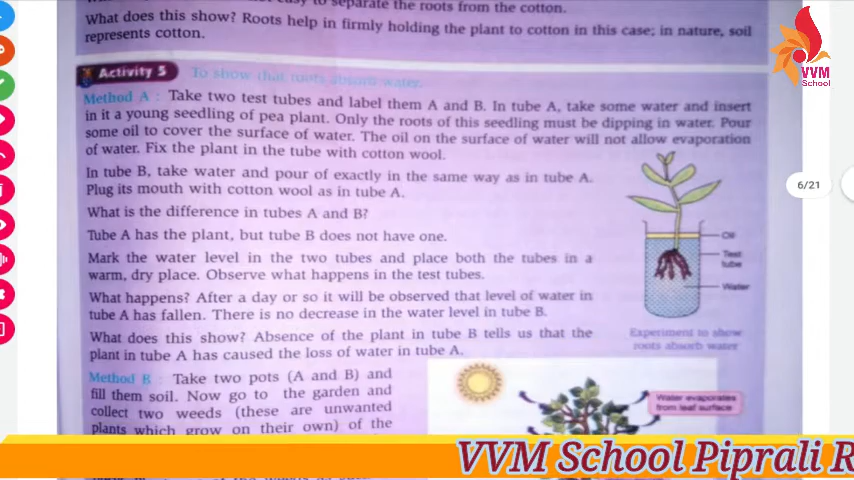 easy to separate the roots from the cotton.
What does this show? Roots help in firmly holding the plant to cotton in this case; in nature, soil
represents cotton.
Activity 5 To show that roots absorb water.
Method A : Take two test tubes and label them A and B. In tube A, take some water and insert
in it a young seedling of pea plant. Only the roots of this seedling must be dipping in water. Pour
some oil to cover the surface of water. The oil on the surface of water will not allow evaporation
of water. Fix the plant in the tube with cotton wool.
In tube B, take water and pour of exactly in the same way as in tube A.
Plug its mouth with cotton wool as in tube A.
What is the difference in tubes A and B?
Tube A has the plant, but tube B does not have one.
Mark the water level in the two tubes and place both the tubes in a
warm, dry place. Observe what happens in the test tubes.
What happens? After a day or so it will be observed that level of water in
tube A has fallen. There is no decrease in the water level in tube B.
What does this show? Absence of the plant in tube B tells us that the
plant in tube A has caused the loss of water in tube A.
Oil
Test
tube
Water
Experiment to show
roots absorb water
Method B : Take two pots (A and B) and
fill them soil. Now go to the garden and
collect two weeds (these are unwanted
plants which grow on their own) of the
Water evaporates
from leaf surface
VVM
School
6/21
VVM School Piprali R